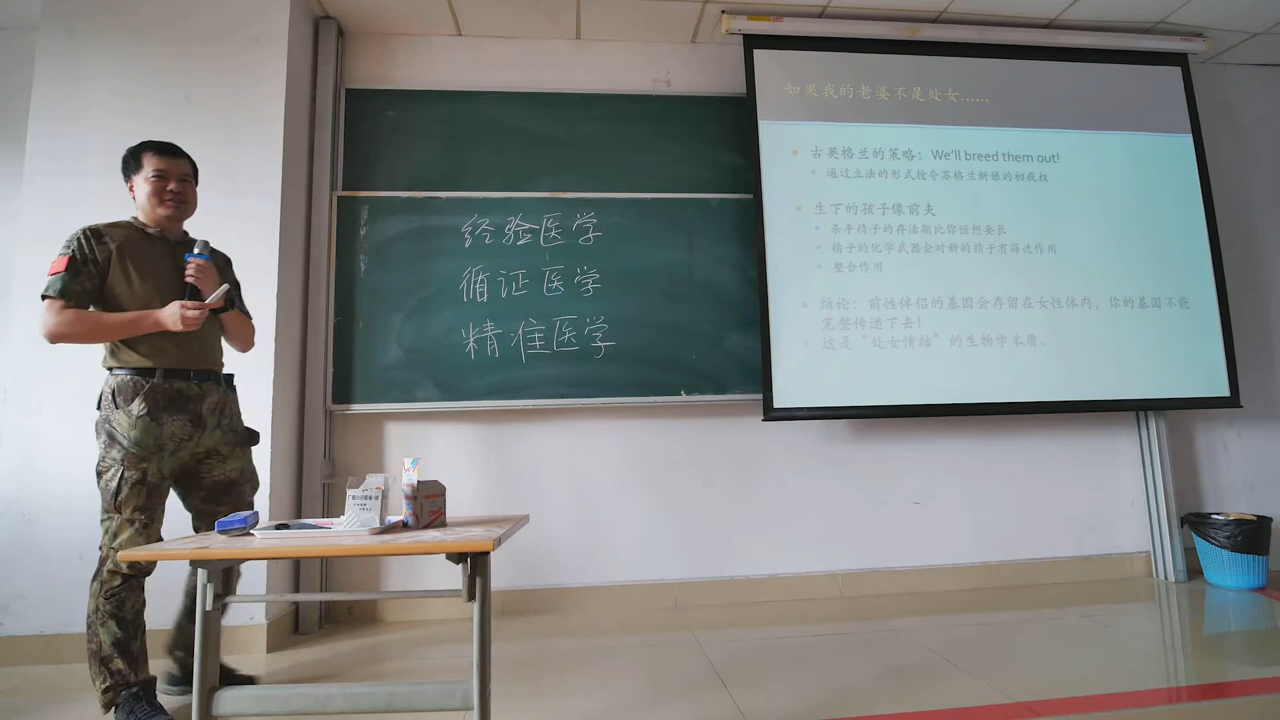 经验医学
循证医学
精准医学
如果我的老婆不是处女……
古英格兰的策略：We'll breed them out!
通过立法的形式抢夺苏格兰新娘的初夜权
生下的孩子像前夫
杀手精子的存活期比你预想要长
精子的化学武器会对新的精子有筛选作用
整合作用
结论：前性伴侣的基因会存留在女性体内，你的基因不能
完整传递下去！
这是“处女情结”的生物学本质。